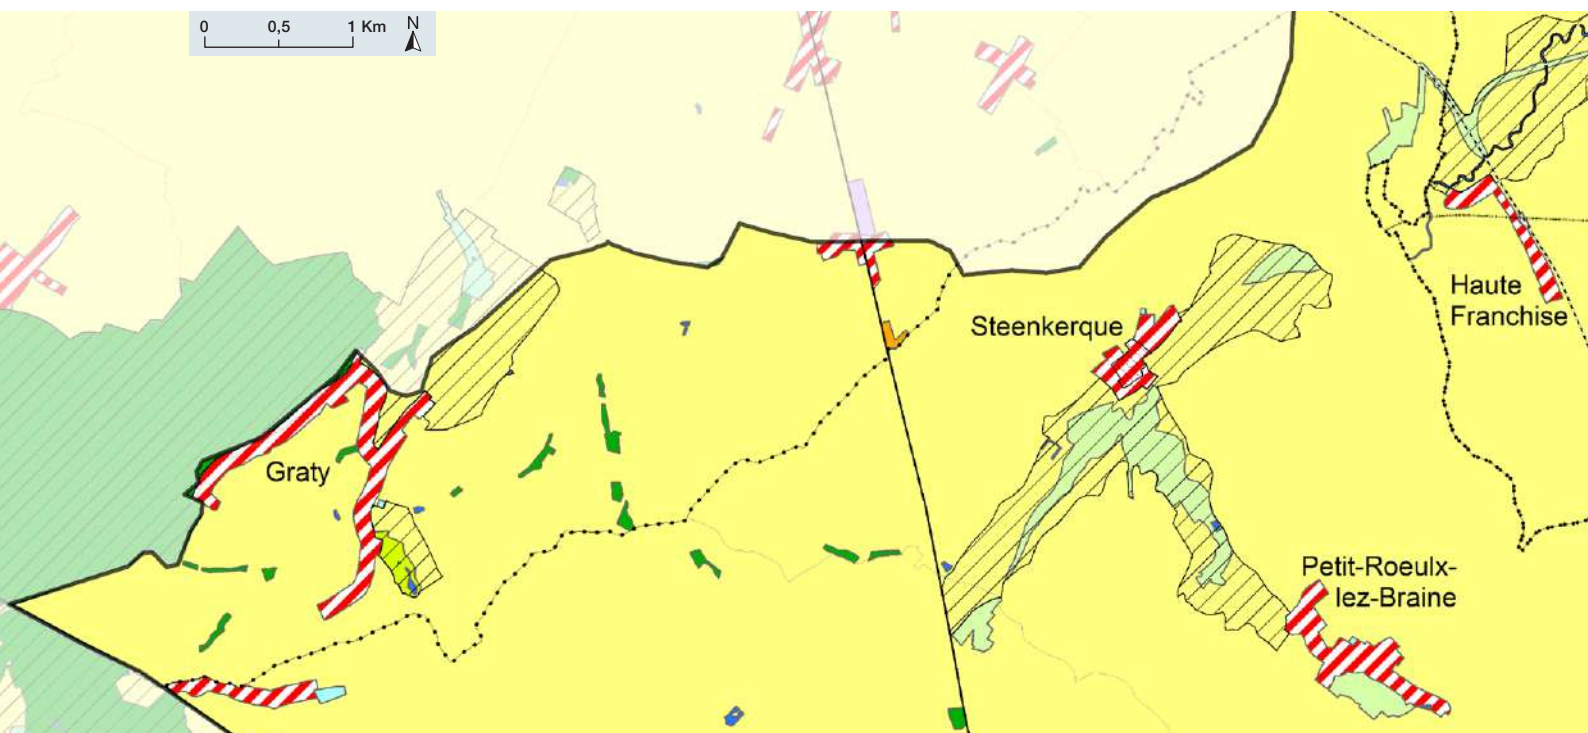 0 0,5 1 Km N
Steenkerque
Haute
Franchise
Graty
Petit-Roeulx-
lez-Braine